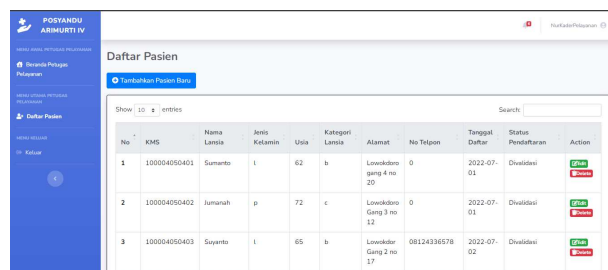 POSYANDU
ARIMURTI IV
NurKaderPelayanan
MENU AWAL PETUGAS PELAYANAN
Beranda Petugas
Pelayanan
MENU UTAMA PETUGAS
PELAYANAN
Daftar Pasien
MENU KELUAR
Keluar
Daftar Pasien
Tambahkan Pasien Baru
Show 10 entries Search:
No KMS Nama Lansia Jenis Kelamin Usia Kategori Lansia Alamat No Telpon Tanggal Daftar Status Pendaftaran Action
1 100004050401 Sumanto l 62 b Lowokdoro gang 4 no 20 0 2022-07-01 Divalidasi Edit Delete
2 100004050402 Jumanah p 72 c Lowokdoro Gang 3 no 12 0 2022-07-01 Divalidasi Edit Delete
3 100004050403 Suyanto l 65 b Lowokdor Gang 2 no 17 08124336578 2022-07-02 Divalidasi Edit Delete